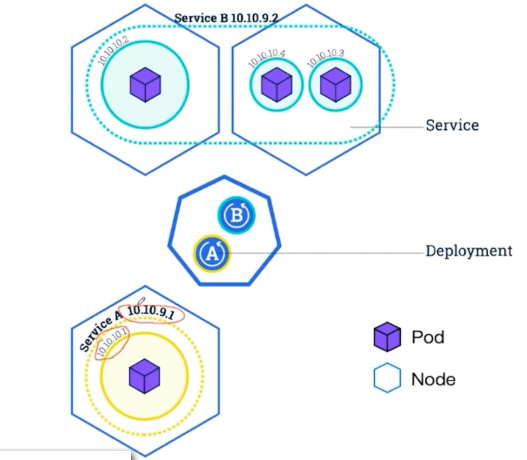 Service B 10.10.9.2
10.10.10.2
10.10.10.4
10.10.10.3
Service
B
A
Deployment
Service A 10.10.9.1
10.10.10.1
Pod
Node